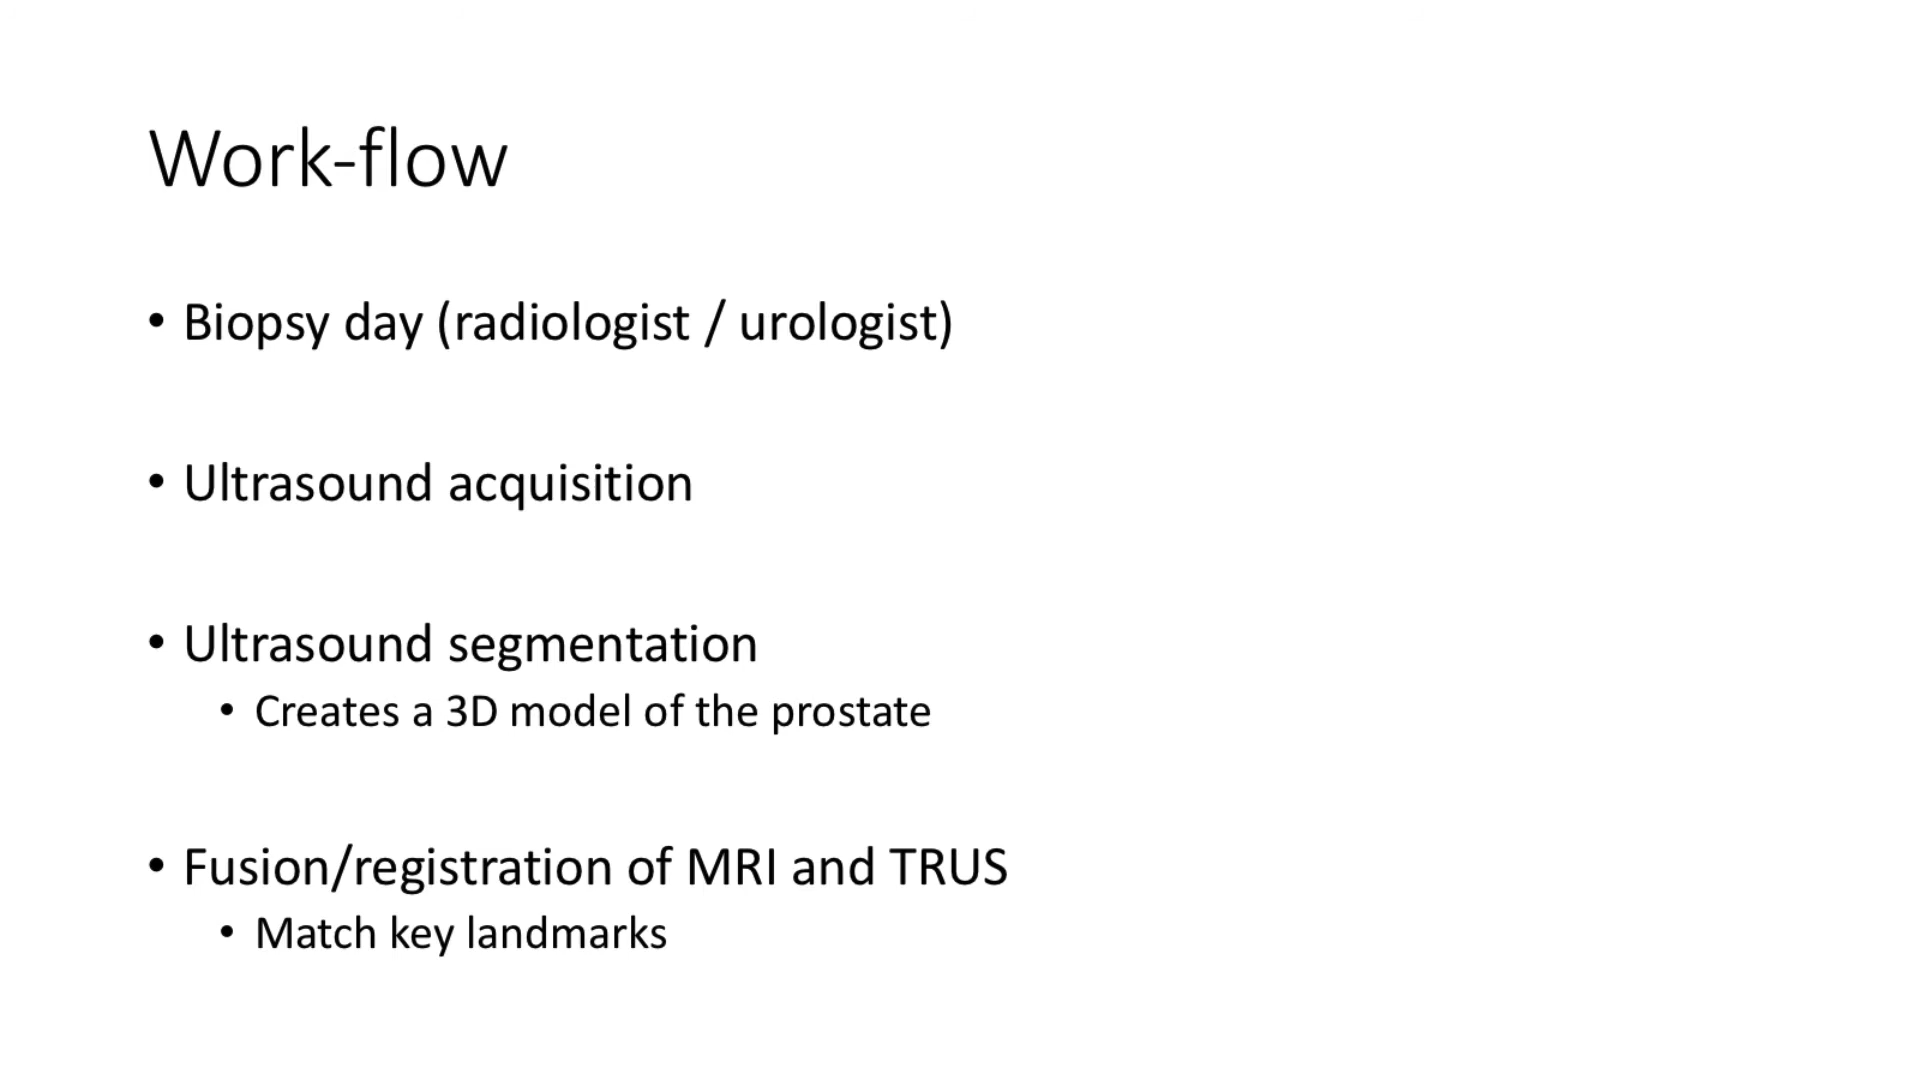 Work-flow
• Biopsy day (radiologist / urologist)
• Ultrasound acquisition
• Ultrasound segmentation
• Creates a 3D model of the prostate
• Fusion/registration of MRI and TRUS
• Match key landmarks